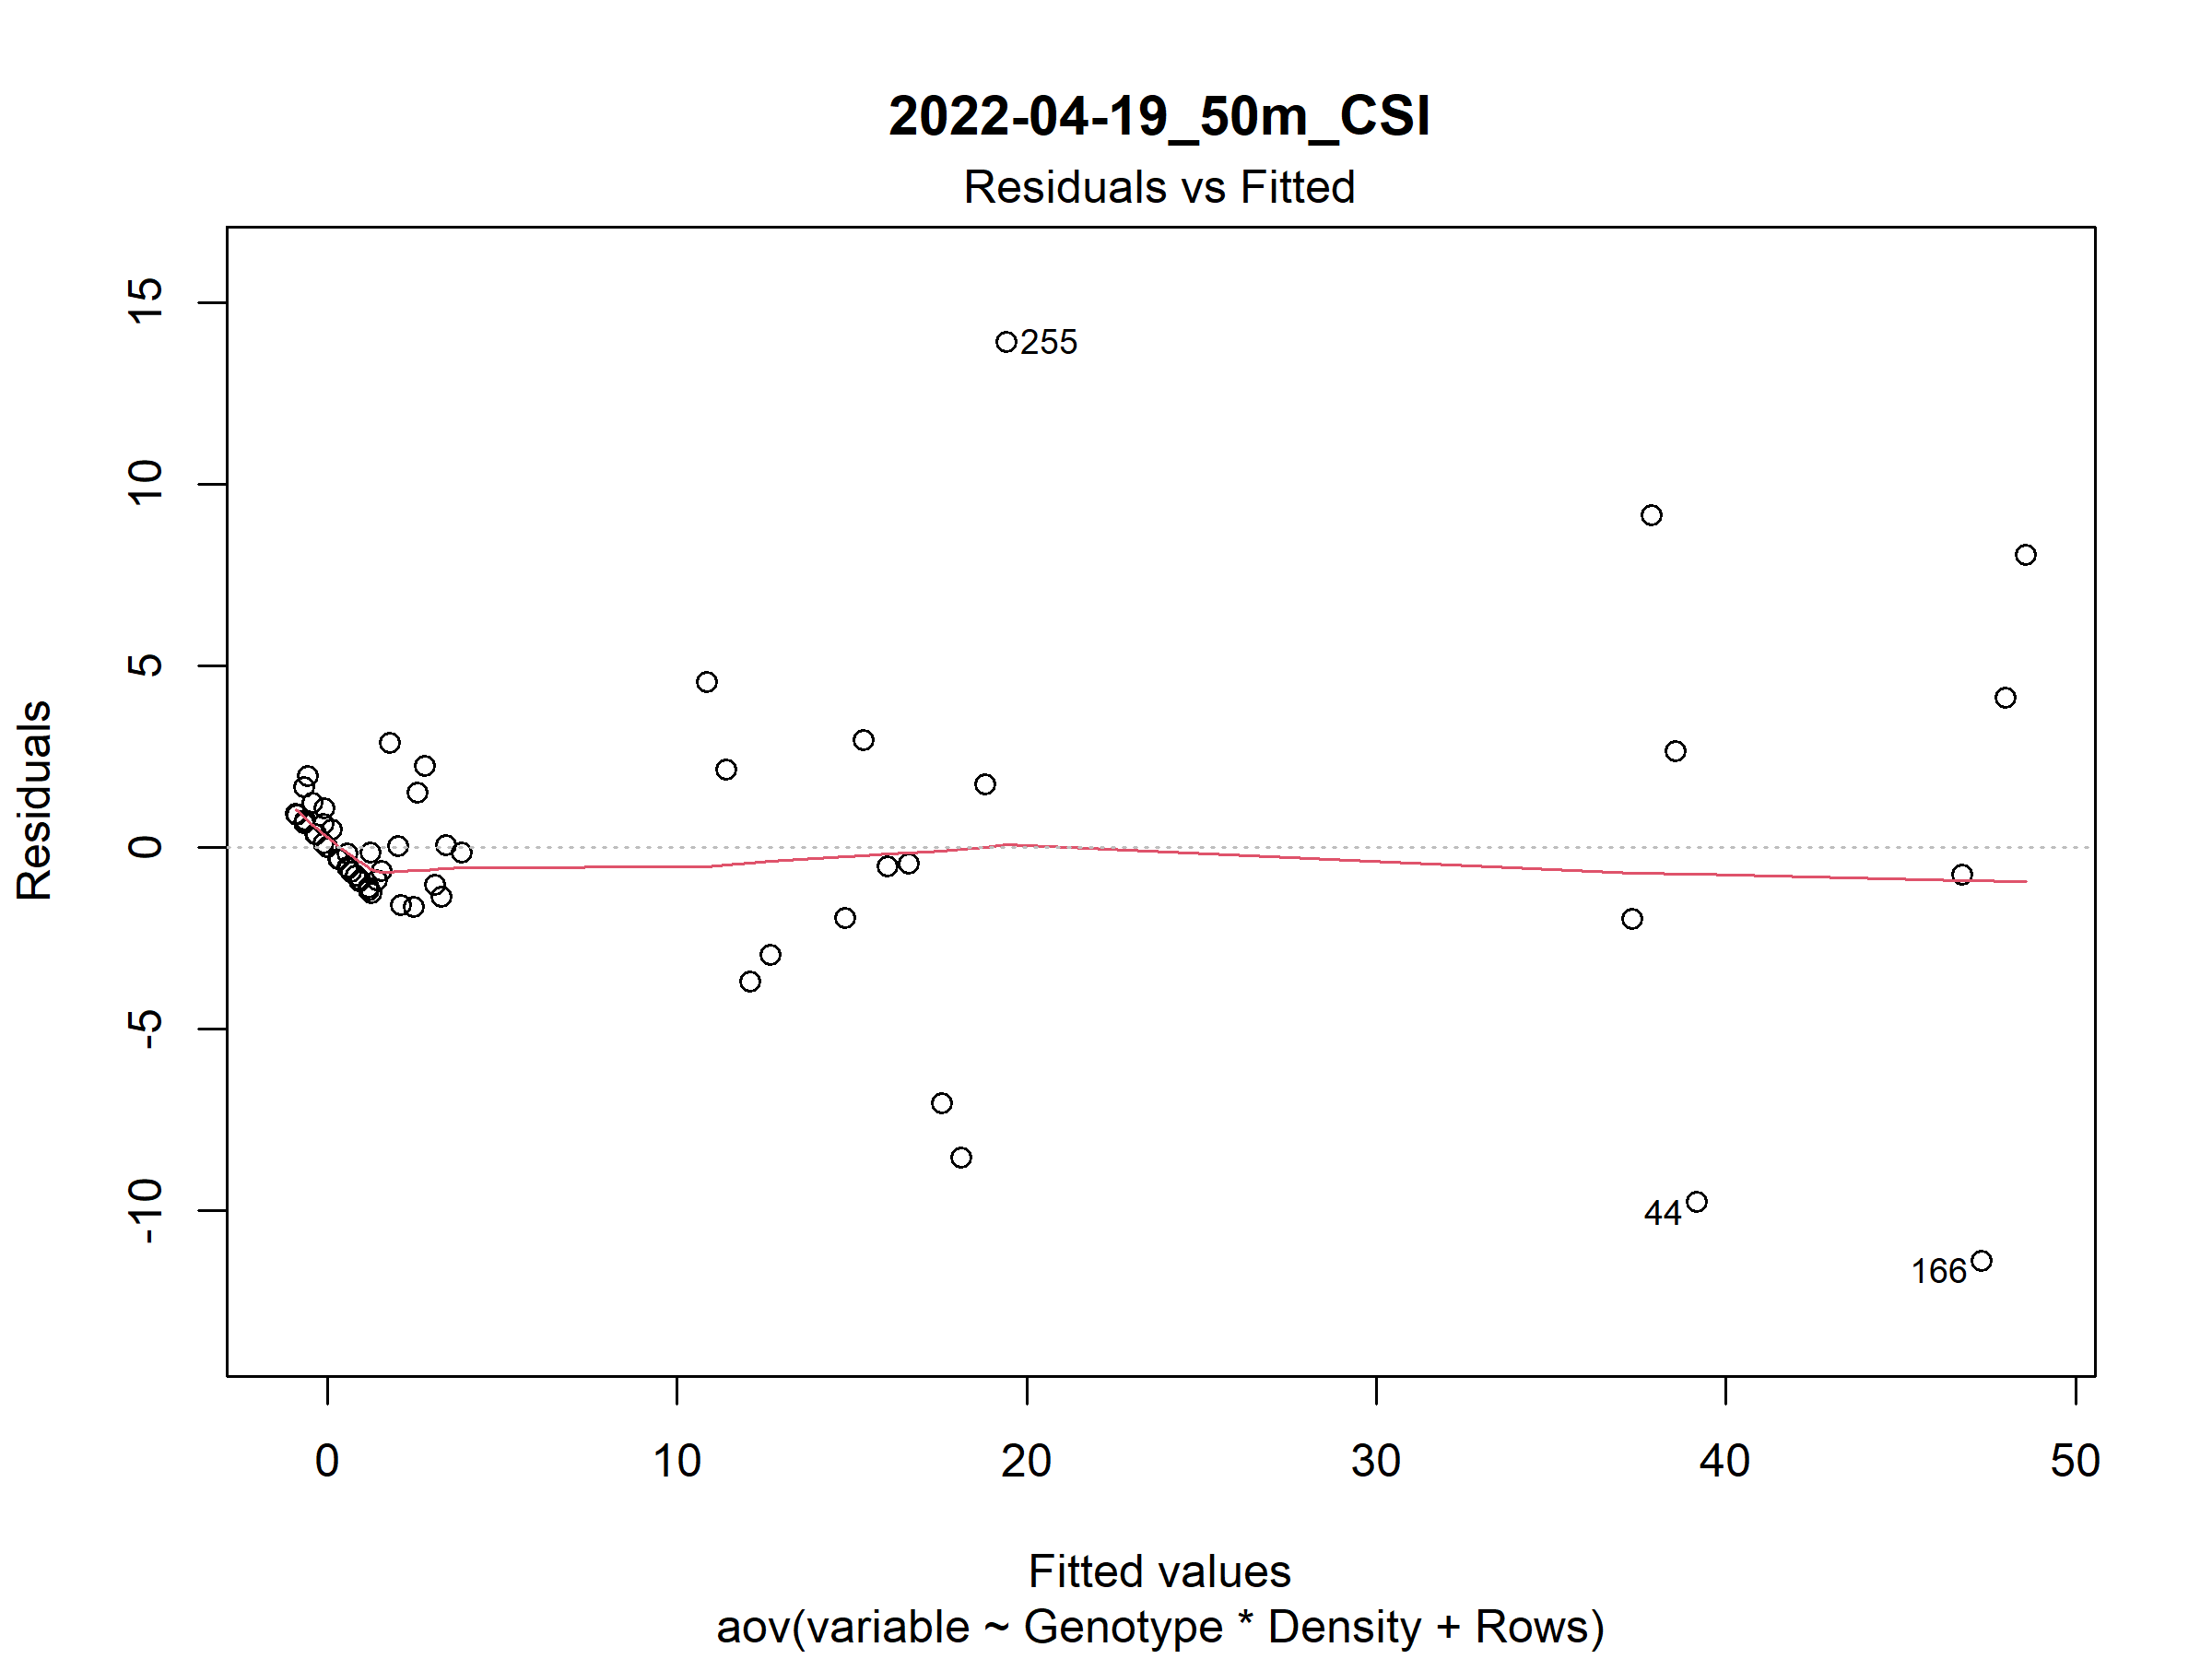 2022-04-19_50m_CSI
Residuals vs Fitted
Residuals
15
10
5
0
-5
-10
255
44
166
0 10 20 30 40 50
Fitted values
aov(variable ~ Genotype * Density + Rows)